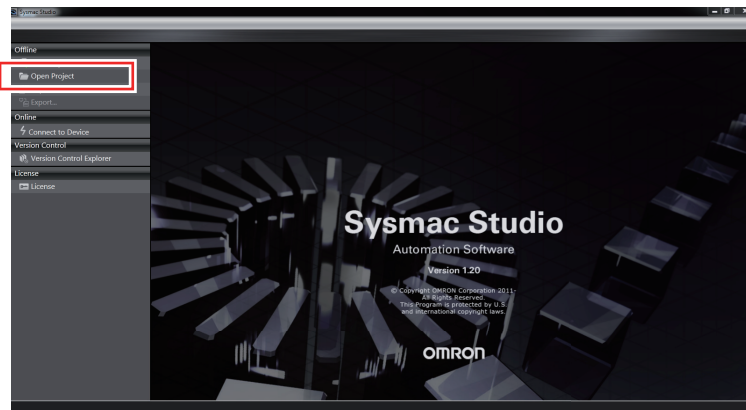 Sysmac Studio
Offline
Open Project
Export...
Online
Connect to Device
Version Control
Version Control Explorer
License
License
Sysmac Studio
Automation Software
Version 1.20
© Copyright OMRON Corporation 2011-
All Rights Reserved.
This Program is protected by U.S
and international copyright laws.
OMRON